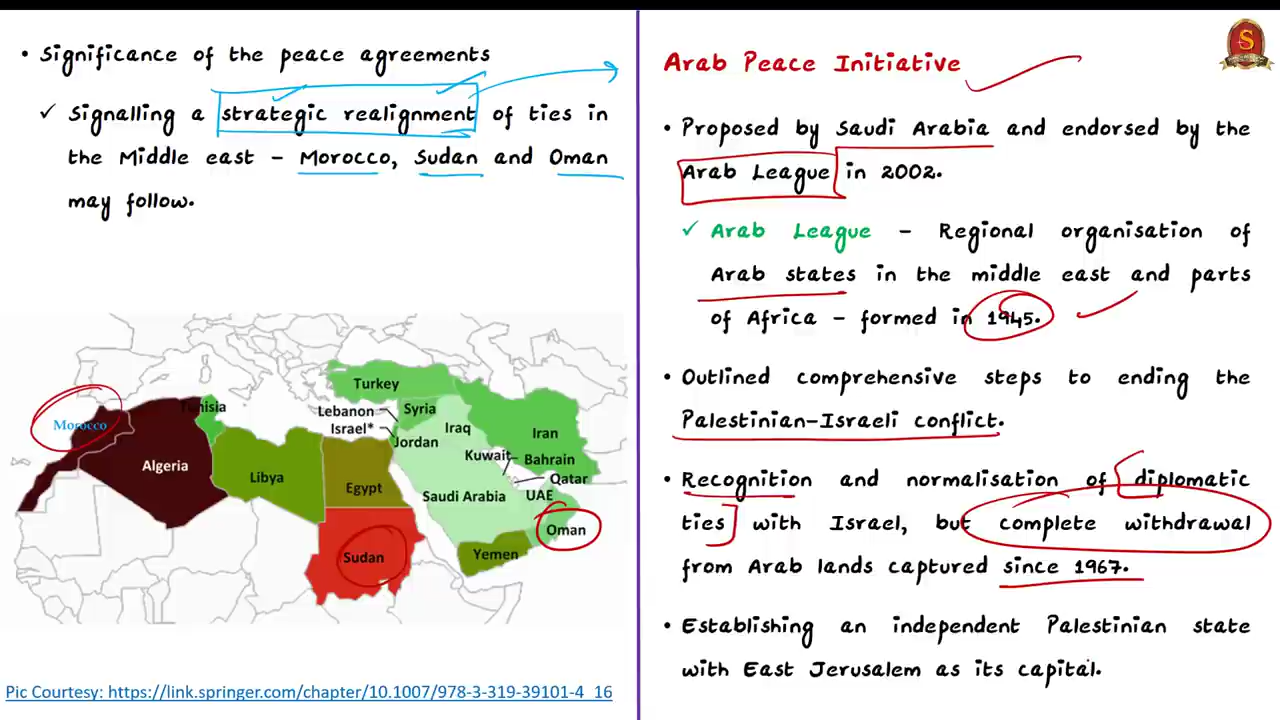 • Significance of the peace agreements
✓ Signalling a strategic realignment of ties in
the Middle east – Morocco, Sudan and Oman
may follow.
Turkey
Tunisia
Morocco
Lebanon
Syria
Israel*
Iraq
Jordan
Iran
Algeria
Libya
Egypt
Kuwait
Bahrain
Qatar
Saudi Arabia
UAE
Oman
Sudan
Yemen
Pic Courtesy: https://link.springer.com/chapter/10.1007/978-3-319-39101-4_16
Arab Peace Initiative
• Proposed by Saudi Arabia and endorsed by the
Arab League in 2002.
✓ Arab League – Regional organisation of
Arab states in the middle east and parts
of Africa – formed in 1945.
• Outlined comprehensive steps to ending the
Palestinian-Israeli conflict.
• Recognition and normalisation of diplomatic
ties with Israel, but complete withdrawal
from Arab lands captured since 1967.
• Establishing an independent Palestinian state
with East Jerusalem as its capital.
S